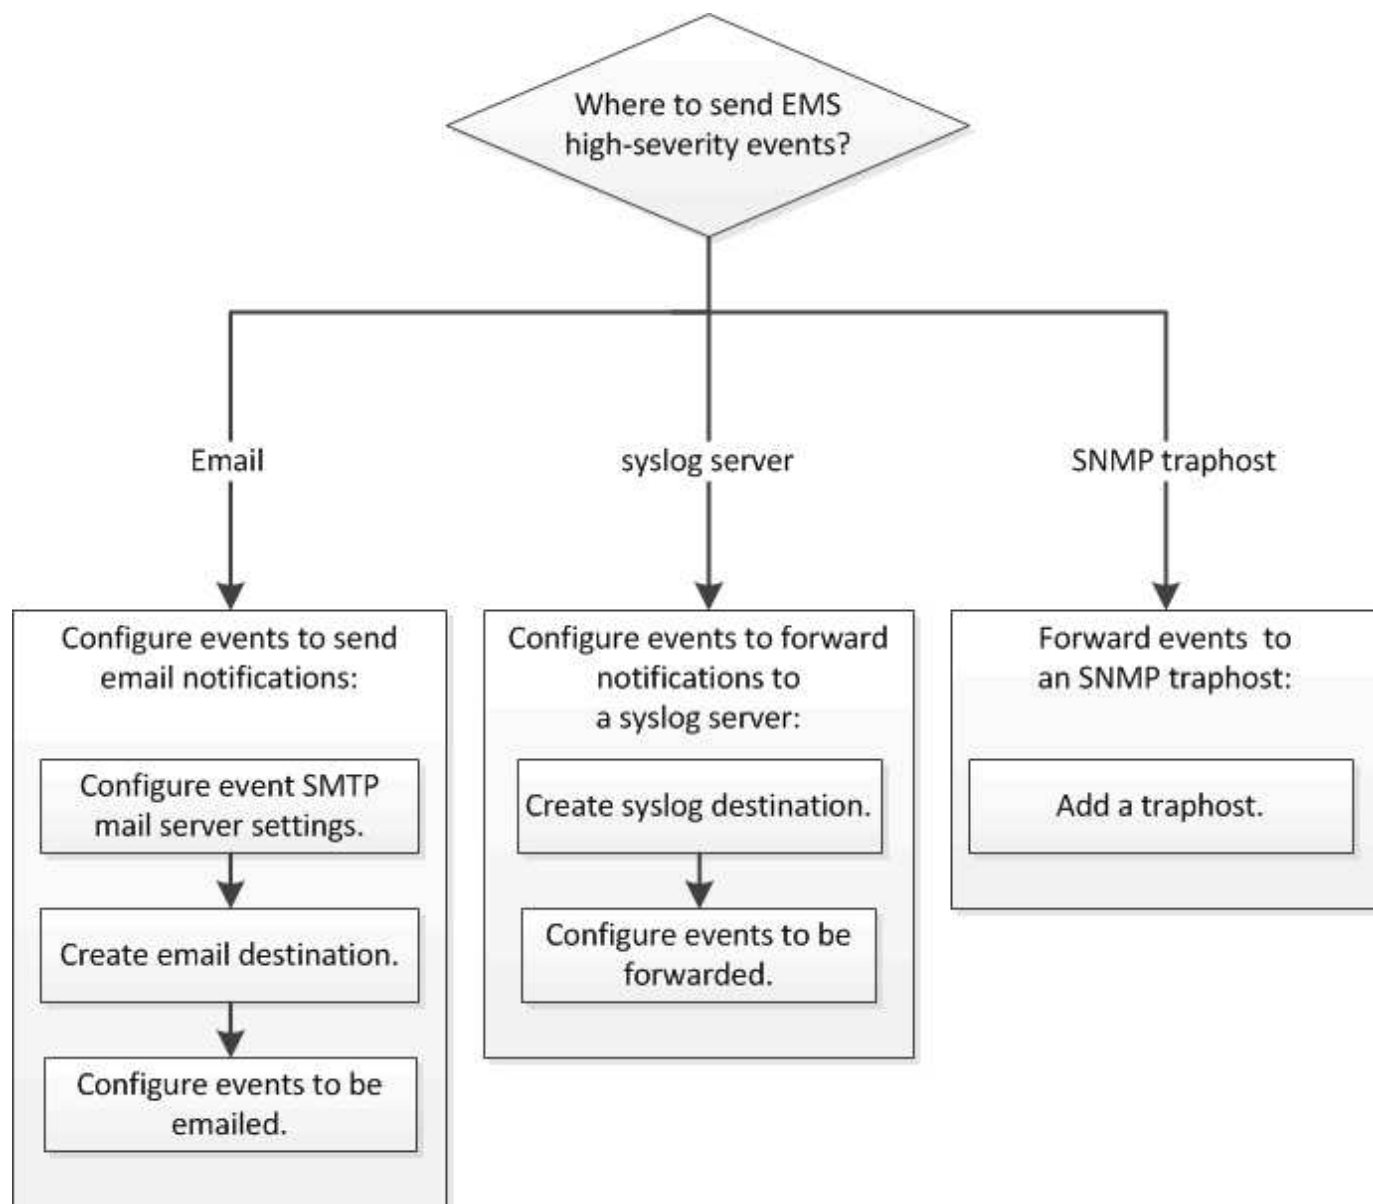 Where to send EMS
high-severity events?
Email
syslog server
SNMP traphost
Configure events to send
email notifications:
Configure event SMTP
mail server settings.
Create email destination.
Configure events to be
emailed.
Configure events to forward
notifications to
a syslog server:
Create syslog destination.
Configure events to be
forwarded.
Forward events to
an SNMP traphost:
Add a traphost.